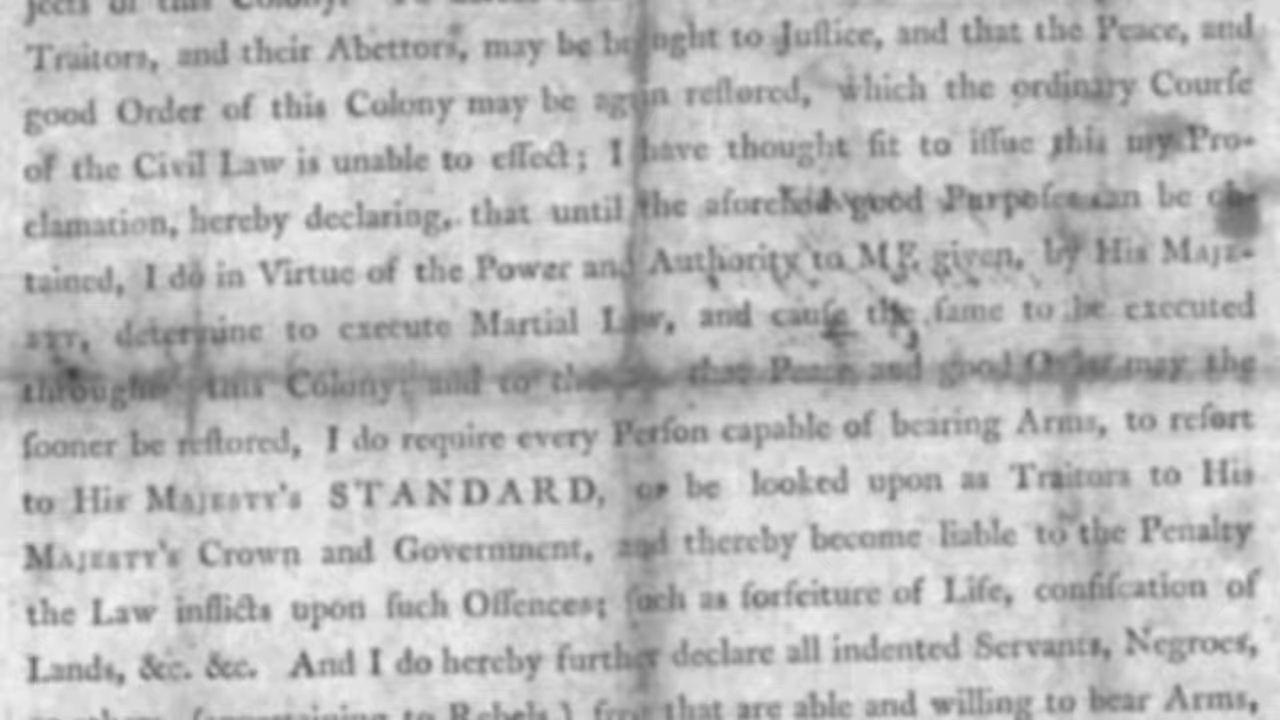 jects of this Colony. To
Traitors, and their Abettors, may be brought to Juſtice, and that the Peace, and
good Order of this Colony may be again reſtored, which the ordinary Courſe
of the Civil Law is unable to effect; I have thought fit to iſſue this my Pro-
clamation, hereby declaring, that until the aforeſaid good Purpoſes can be ob-
tained, I do in Virtue of the Power and Authority to ME given, by His MAJE-
STY, determine to execute Martial Law, and cauſe the ſame to be executed
throughout this Colony: and to the that Peace and good Order may the
ſooner be reſtored, I do require every Perſon capable of bearing Arms, to reſort
to His MAJESTY'S STANDARD, or be looked upon as Traitors to His
MAJESTY'S Crown and Government, and thereby become liable to the Penalty
the Law inflicts upon ſuch Offences; ſuch as forfeiture of Life, confiſcation of
Lands, &c. &c. And I do hereby further declare all indented Servants, Negroes,
(appertaining to Rebels,) free that are able and willing to bear Arms,